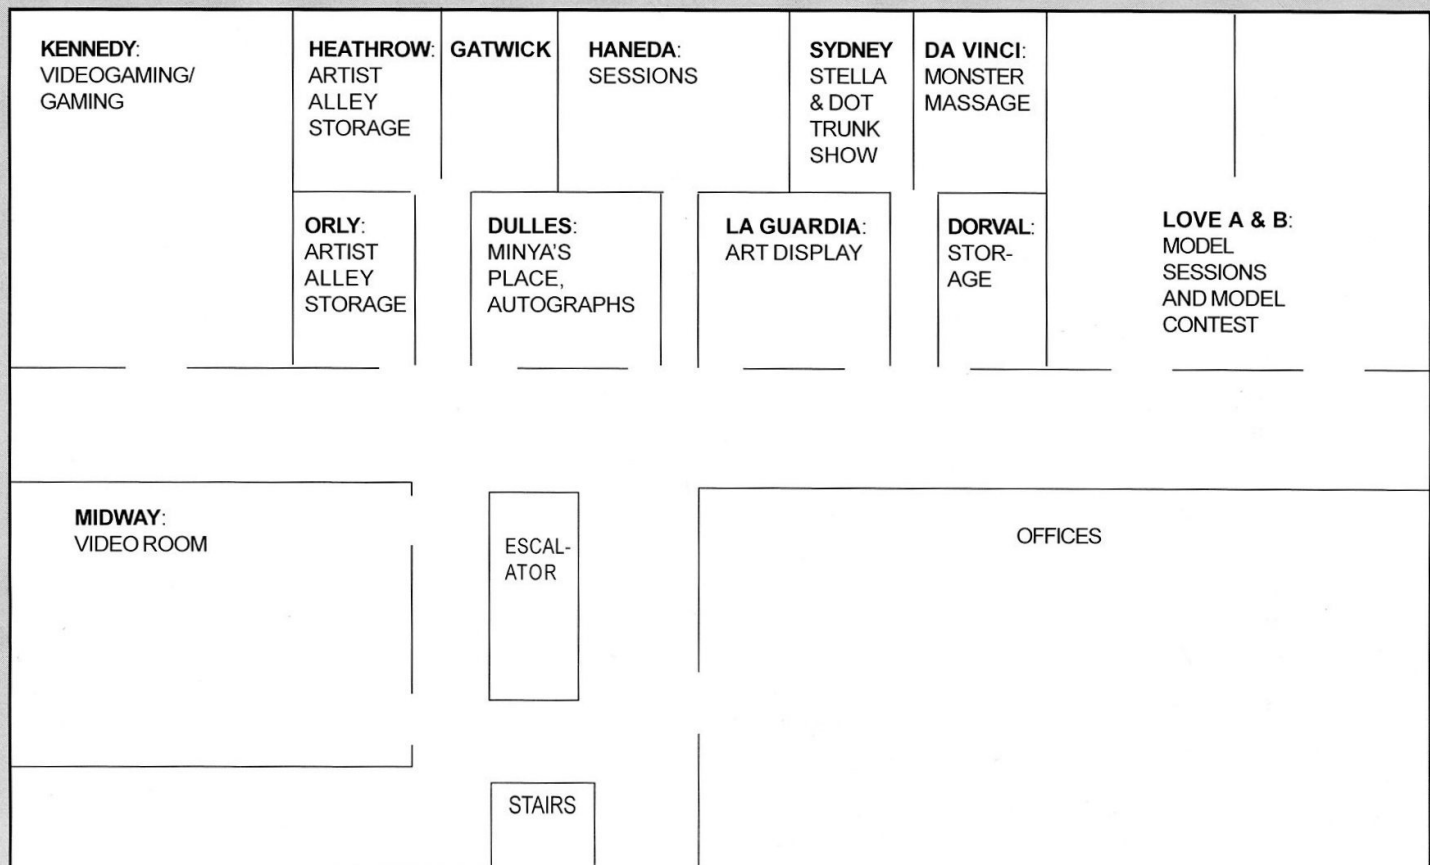 KENNEDY:
VIDEOGAMING/
GAMING
HEATHROW:
ARTIST
ALLEY
STORAGE
GATWICK
HANEDA:
SESSIONS
SYDNEY
STELLA
& DOT
TRUNK
SHOW
DA VINCI:
MONSTER
MASSAGE
ORLY:
ARTIST
ALLEY
STORAGE
DULLES:
MINYA'S
PLACE,
AUTOGRAPHS
LA GUARDIA:
ART DISPLAY
DORVAL:
STOR-
AGE
LOVE A & B:
MODEL
SESSIONS
AND MODEL
CONTEST
MIDWAY:
VIDEO ROOM
ESCAL-
ATOR
OFFICES
STAIRS